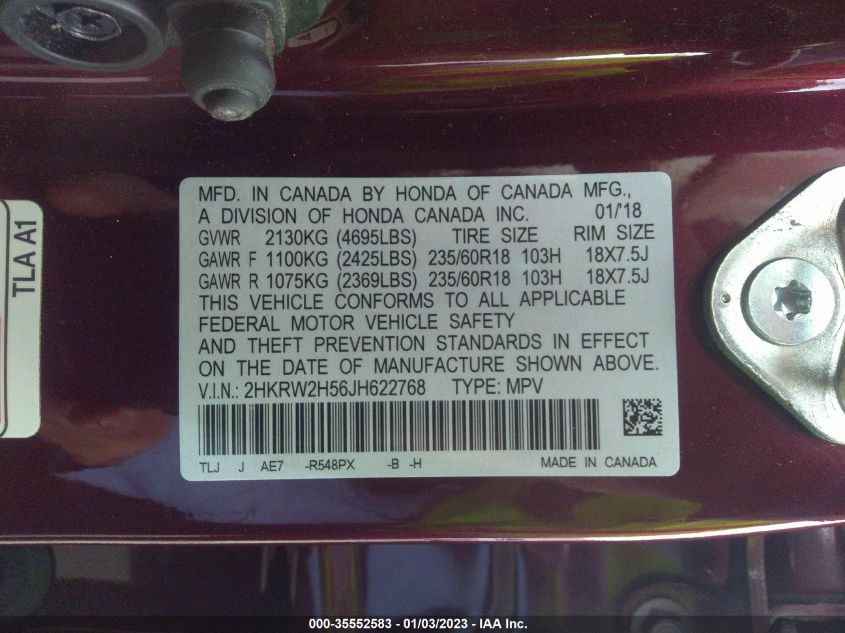 MFD. IN CANADA BY HONDA OF CANADA MFG.,
A DIVISION OF HONDA CANADA INC. 01/'18
GVWR 2130KG (4695LBS) TIRE SIZE RIM SIZE
GAWR F 1100KG (2425LBS) 235/60R18 103H 18X7.5J
GAWR R 1075KG (2369LBS) 235/60R18 103H 18X7.5J
THIS VEHICLE CONFORMS TO ALL APPLICABLE
FEDERAL MOTOR VEHICLE SAFETY
AND THEFT PREVENTION STANDARDS IN EFFECT
ON THE DATE OF MANUFACTURE SHOWN ABOVE.
V.I.N.: 2HKRW2H56JH622768 TYPE: MPV
TLJ J AE7 -R548PX -B -H MADE IN CANADA
TLA A1
000-35552583 - 01/03/2023 - IAA Inc.